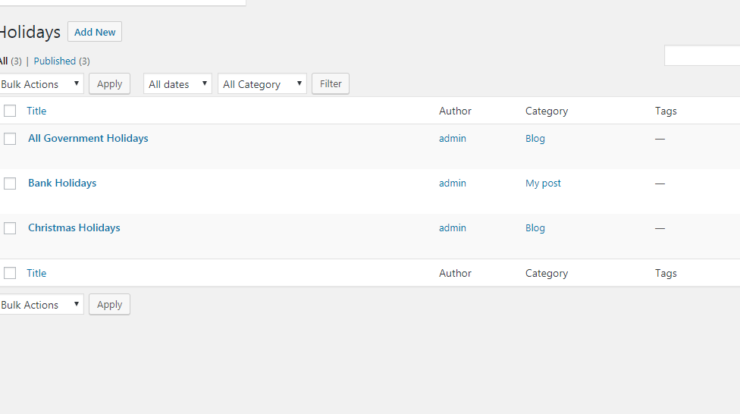 Holidays Add New
All (3) | Published (3)
Bulk Actions Apply All dates All Category Filter
Title Author Category Tags
All Government Holidays admin Blog —
Bank Holidays admin My post —
Christmas Holidays admin Blog —
Title Author Category Tags
Bulk Actions Apply